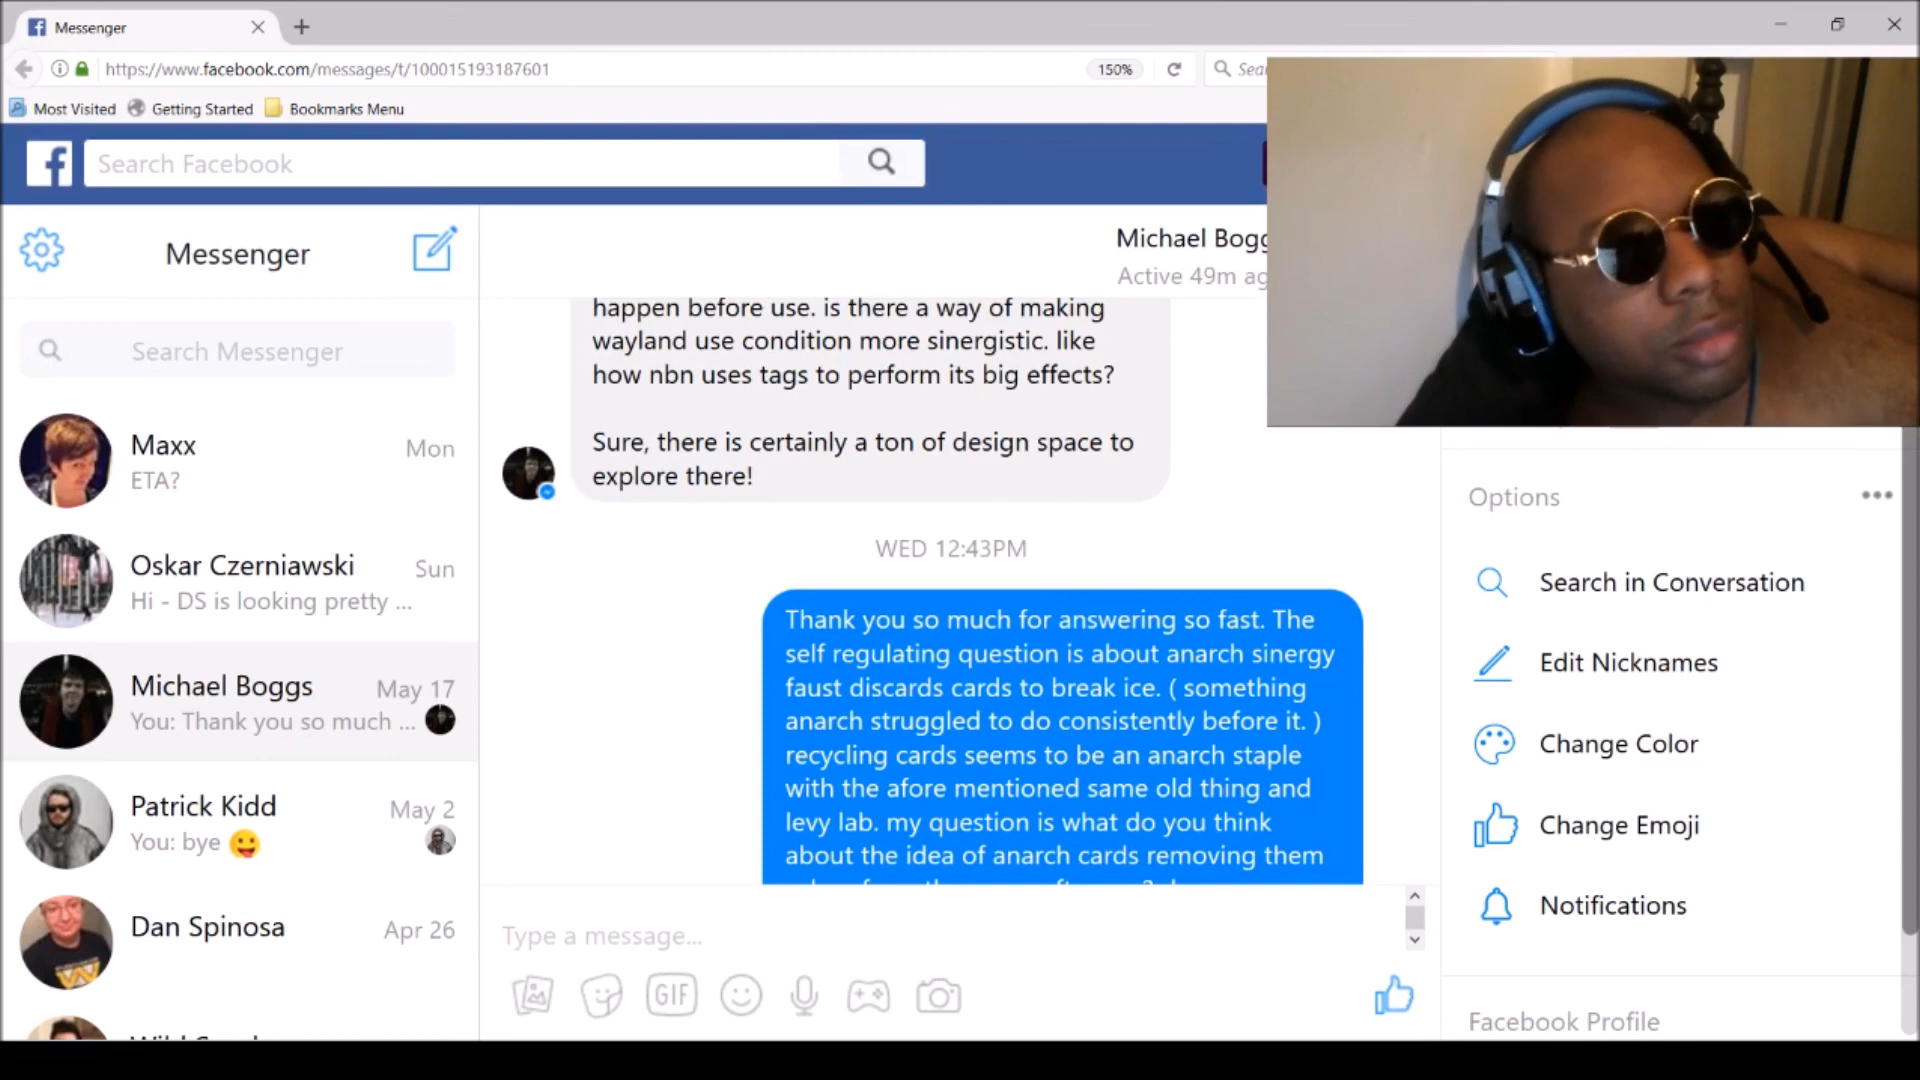 Messenger
https://www.facebook.com/messages/t/100015193187601
150%
Sea
Most Visited
Getting Started
Bookmarks Menu
Search Facebook
Messenger
Search Messenger
Maxx
Mon
ETA?
Oskar Czerniawski
Sun
Hi - DS is looking pretty ...
Michael Boggs
May 17
You: Thank you so much ...
Patrick Kidd
May 2
You: bye 😛
Dan Spinosa
Apr 26
Michael Bogg
Active 49m ag
happen before use. is there a way of making
wayland use condition more sinergistic. like
how nbn uses tags to perform its big effects?
Sure, there is certainly a ton of design space to
explore there!
WED 12:43PM
Thank you so much for answering so fast. The
self regulating question is about anarch sinergy
faust discards cards to break ice. ( something
anarch struggled to do consistently before it. )
recycling cards seems to be an anarch staple
with the afore mentioned same old thing and
levy lab. my question is what do you think
about the idea of anarch cards removing them
Type a message...
GIF
Options
Search in Conversation
Edit Nicknames
Change Color
Change Emoji
Notifications
Facebook Profile